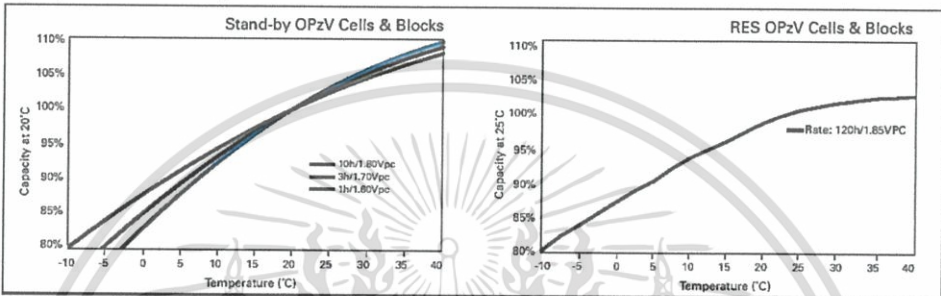 Stand-by OPzV Cells & Blocks
110%
105%
100%
95%
90%
85%
80%
Capacity at 20°C
10h/1.80Vpc
3h/1.70Vpc
1h/1.60Vpc
-10 -5 0 5 10 15 20 25 30 35 40
Temperature (°C)
RES OPzV Cells & Blocks
110%
105%
100%
95%
90%
85%
80%
Capacity at 25°C
Rate: 120h/1.85VPC
-10 -5 0 5 10 15 20 25 30 35 40
Temperature (°C)